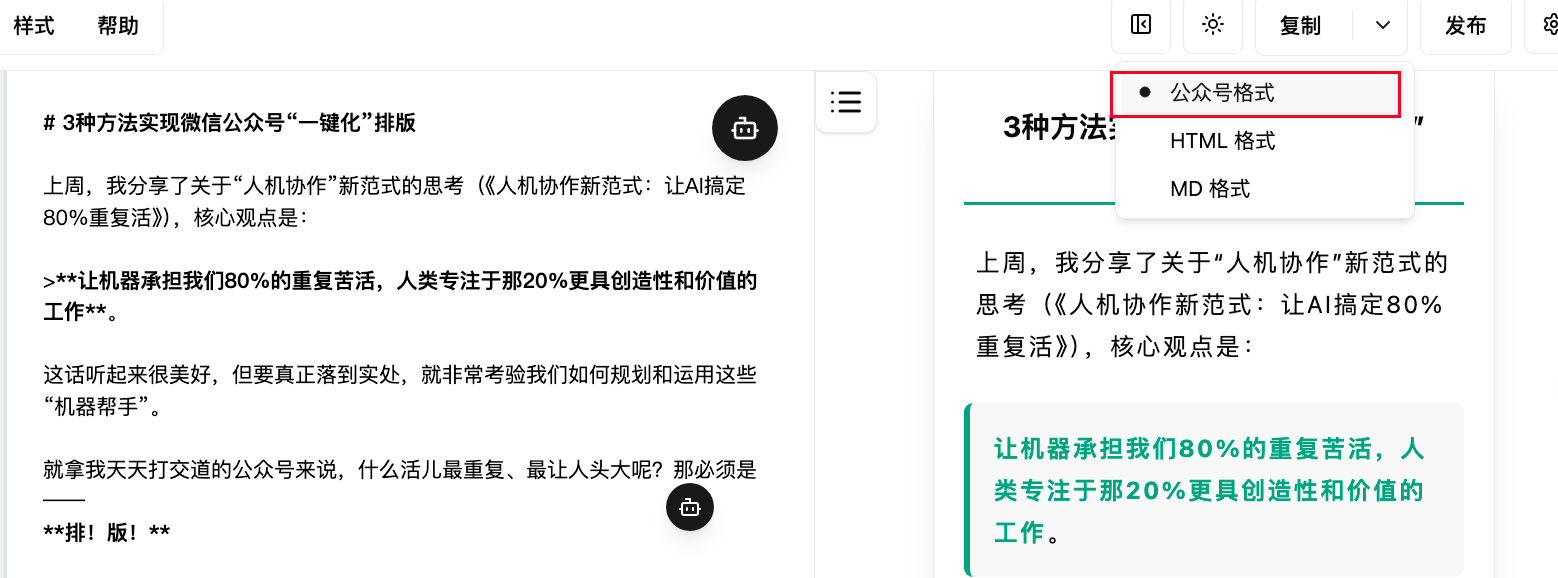 样式 帮助 复制 发布
# 3种方法实现微信公众号“一键化”排版
上周，我分享了关于“人机协作”新范式的思考（《人机协作新范式：让AI搞定
80%重复活》），核心观点是：
>**让机器承担我们80%的重复苦活，人类专注于那20%更具创造性和价值的
工作**。
这话听起来很美好，但要真正落到实处，就非常考验我们如何规划和运用这些
“机器帮手”。
就拿我天天打交道的公众号来说，什么活儿最重复、最让人头大呢？那必须是
——
**排！版！**
公众号格式
HTML 格式
MD 格式
3种方法
”
上周，我分享了关于“人机协作”新范式的
思考（《人机协作新范式：让AI搞定80%
重复活》），核心观点是：
让机器承担我们80%的重复苦活，人
类专注于那20%更具创造性和价值的
工作。